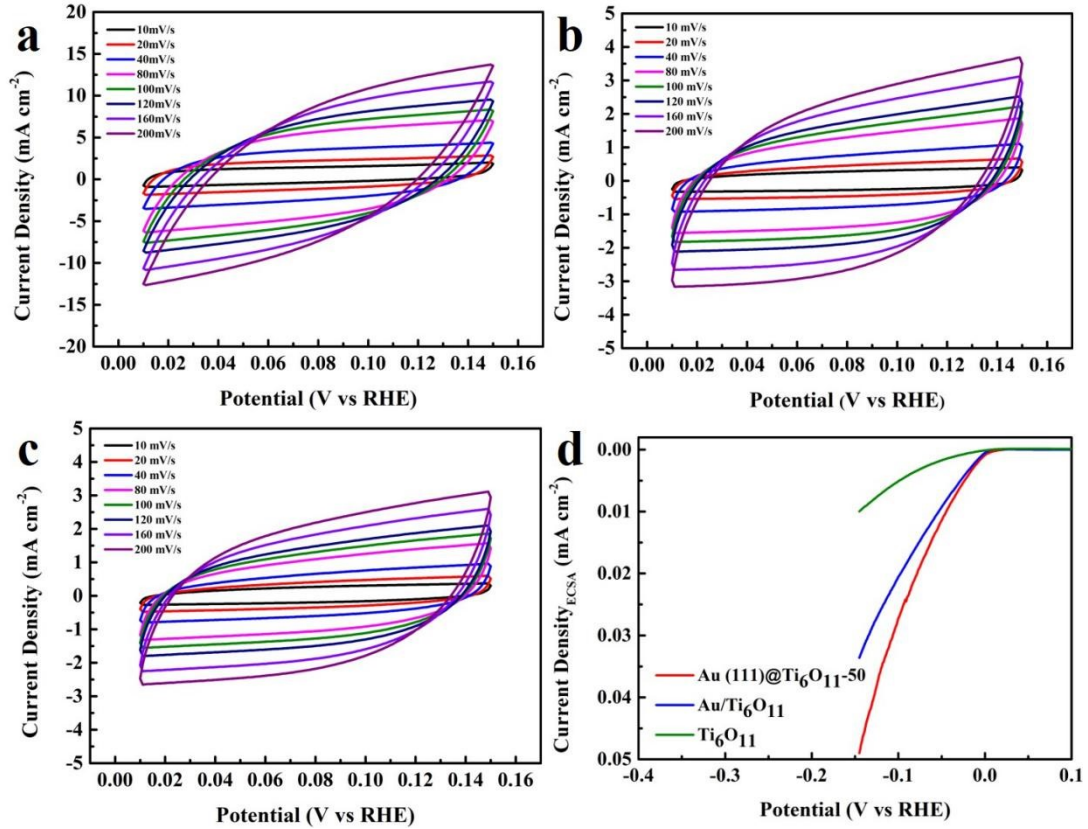 a
20
15
10
5
0
-5
-10
-15
-20
Current Density (mA cm⁻²)
10mV/s
20mV/s
40mV/s
80mV/s
100mV/s
120mV/s
160mV/s
200mV/s
0.00 0.02 0.04 0.06 0.08 0.10 0.12 0.14 0.16
Potential (V vs RHE)
b
5
4
3
2
1
0
-1
-2
-3
-4
-5
Current Density (mA cm⁻²)
10 mV/s
20 mV/s
40 mV/s
80 mV/s
100 mV/s
120 mV/s
160 mV/s
200 mV/s
0.00 0.02 0.04 0.06 0.08 0.10 0.12 0.14 0.16
Potential (V vs RHE)
c
5
4
3
2
1
0
-1
-2
-3
-4
-5
Current Density (mA cm⁻²)
10 mV/s
20 mV/s
40 mV/s
80 mV/s
100 mV/s
120 mV/s
160 mV/s
200 mV/s
0.00 0.02 0.04 0.06 0.08 0.10 0.12 0.14 0.16
Potential (V vs RHE)
d
0.00
0.01
0.02
0.03
0.04
0.05
Current Density_ECSA (mA cm⁻²)
Au (111)@Ti₆O₁₁-50
Au/Ti₆O₁₁
Ti₆O₁₁
-0.4 -0.3 -0.2 -0.1 0.0 0.1
Potential (V vs RHE)